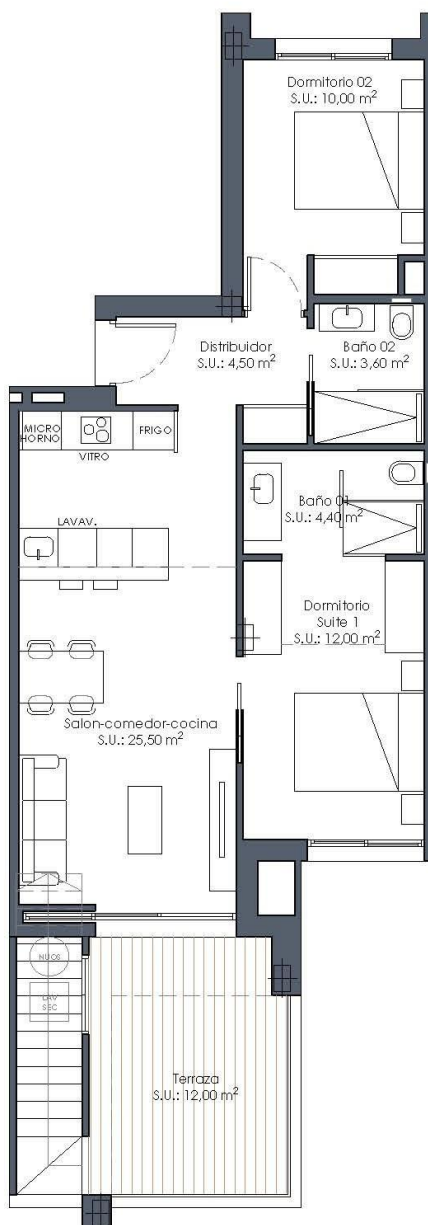 Dormitorio 02
S.U.: 10,00 m²
Distribuidor
S.U.: 4,50 m²
Baño 02
S.U.: 3,60 m²
MICRO
HORNO
VITRO
FRIGO
Baño 01
S.U.: 4,40 m²
LAVAV.
Dormitorio
Suite 1
S.U.: 12,00 m²
Salon-comedor-cocina
S.U.: 25,50 m²
LAV
SEC
Terraza
S.U.: 12,00 m²